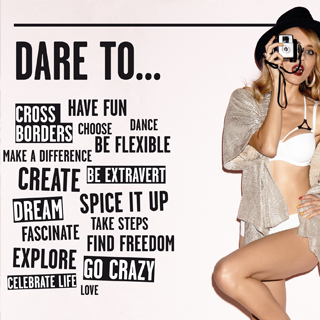 DARE TO...
CROSS BORDERS
HAVE FUN
CHOOSE
DANCE
BE FLEXIBLE
MAKE A DIFFERENCE
CREATE
BE EXTRAVERT
DREAM
SPICE IT UP
FASCINATE
TAKE STEPS
FIND FREEDOM
EXPLORE
GO CRAZY
CELEBRATE LIFE
LOVE